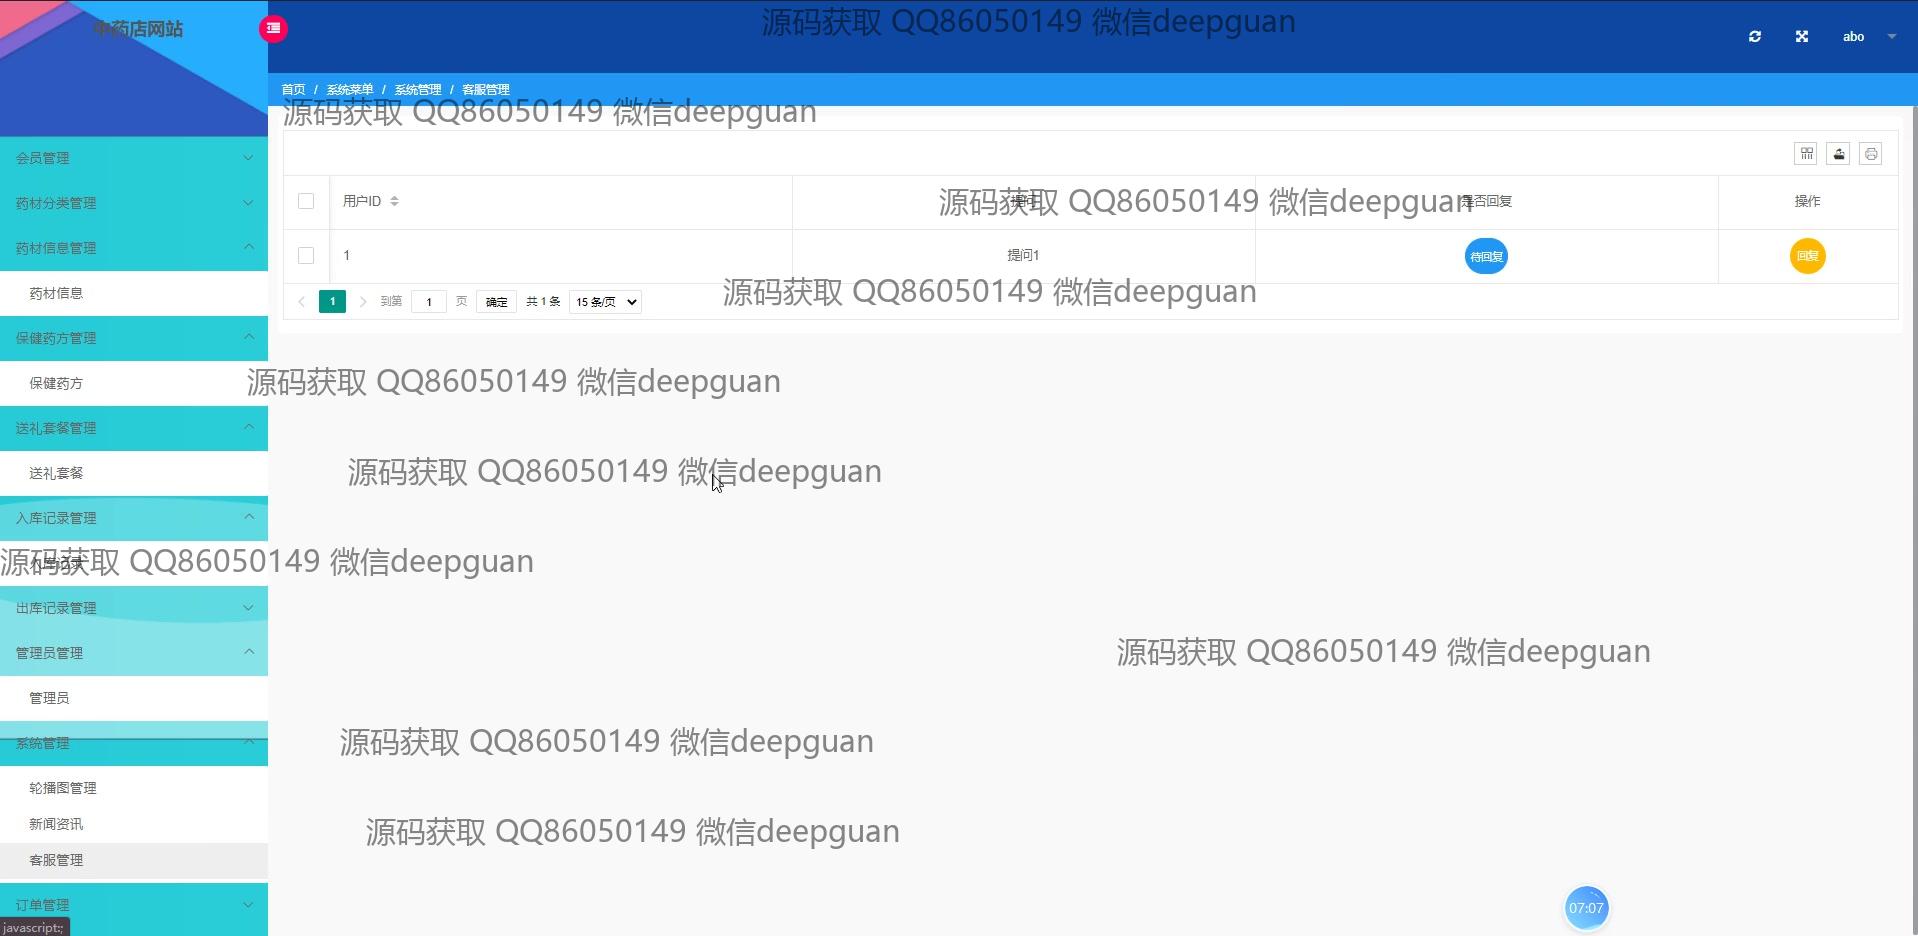 中药店网站
源码获取 QQ86050149 微信deepguan
abo
首页 / 系统菜单 / 系统管理 / 客服管理
源码获取 QQ86050149 微信deepguan
会员管理
药材分类管理
用户ID
提问
是否回复
操作
源码获取 QQ86050149 微信deepguan
药材信息管理
1
提问1
待回复
回复
药材信息
1
到第 1 页 确定 共 1 条 15 条/页
源码获取 QQ86050149 微信deepguan
保健药方管理
保健药方
源码获取 QQ86050149 微信deepguan
送礼套餐管理
送礼套餐
源码获取 QQ86050149 微信deepguan
入库记录管理
入库记录
源码获取 QQ86050149 微信deepguan
出库记录管理
管理员管理
源码获取 QQ86050149 微信deepguan
管理员
系统管理
源码获取 QQ86050149 微信deepguan
轮播图管理
新闻资讯
源码获取 QQ86050149 微信deepguan
客服管理
订单管理
07:07
javascript:;